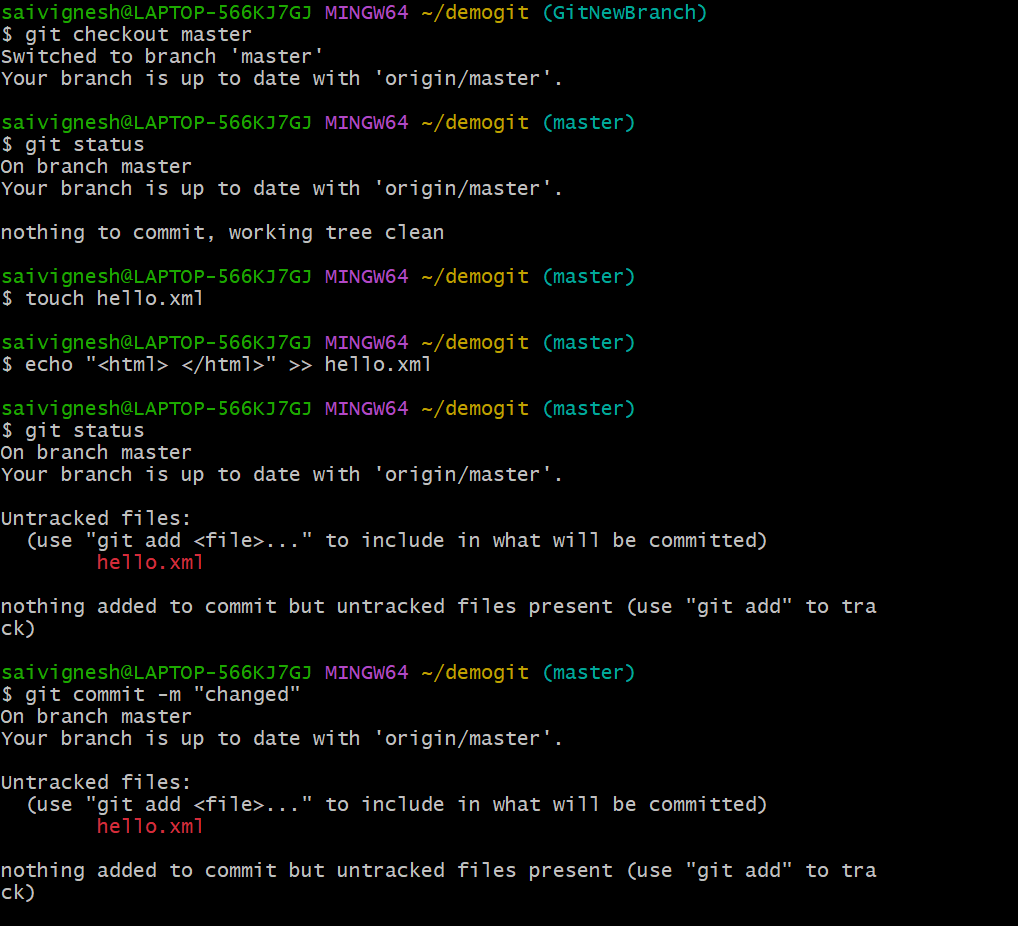 saivignesh@LAPTOP-566KJ7GJ MINGW64 ~/demogit (GitNewBranch)
$ git checkout master
Switched to branch 'master'
Your branch is up to date with 'origin/master'.
saivignesh@LAPTOP-566KJ7GJ MINGW64 ~/demogit (master)
$ git status
On branch master
Your branch is up to date with 'origin/master'.
nothing to commit, working tree clean
saivignesh@LAPTOP-566KJ7GJ MINGW64 ~/demogit (master)
$ touch hello.xml
saivignesh@LAPTOP-566KJ7GJ MINGW64 ~/demogit (master)
$ echo "<html> </html>" >> hello.xml
saivignesh@LAPTOP-566KJ7GJ MINGW64 ~/demogit (master)
$ git status
On branch master
Your branch is up to date with 'origin/master'.
Untracked files:
  (use "git add <file>..." to include in what will be committed)
        hello.xml
nothing added to commit but untracked files present (use "git add" to tra
ck)
saivignesh@LAPTOP-566KJ7GJ MINGW64 ~/demogit (master)
$ git commit -m "changed"
On branch master
Your branch is up to date with 'origin/master'.
Untracked files:
  (use "git add <file>..." to include in what will be committed)
        hello.xml
nothing added to commit but untracked files present (use "git add" to tra
ck)